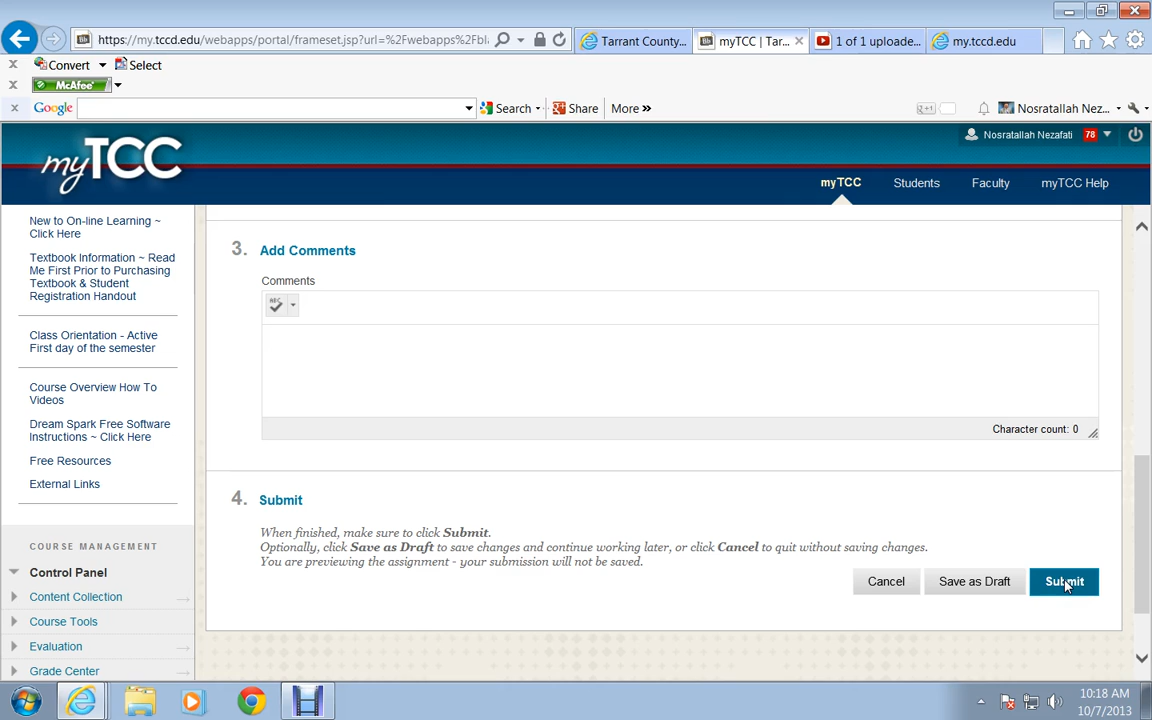 https://my.tccd.edu/webapps/portal/frameset.jsp?url=%2Fwebapps%2Fbl
Tarrant County...
myTCC | Tar...
1 of 1 uploade...
my.tccd.edu
x Convert Select
x McAfee
x Google Search Share More »
Nosratallah Nez...
myTCC
Nosratallah Nezafati 78
myTCC Students Faculty myTCC Help
New to On-line Learning ~
Click Here
Textbook Information ~ Read
Me First Prior to Purchasing
Textbook & Student
Registration Handout
Class Orientation - Active
First day of the semester
Course Overview How To
Videos
Dream Spark Free Software
Instructions ~ Click Here
Free Resources
External Links
COURSE MANAGEMENT
Control Panel
Content Collection
Course Tools
Evaluation
Grade Center
3. Add Comments
Comments
ABC
Character count: 0
4. Submit
When finished, make sure to click Submit.
Optionally, click Save as Draft to save changes and continue working later, or click Cancel to quit without saving changes.
You are previewing the assignment - your submission will not be saved.
Cancel Save as Draft Submit
10:18 AM
10/7/2013